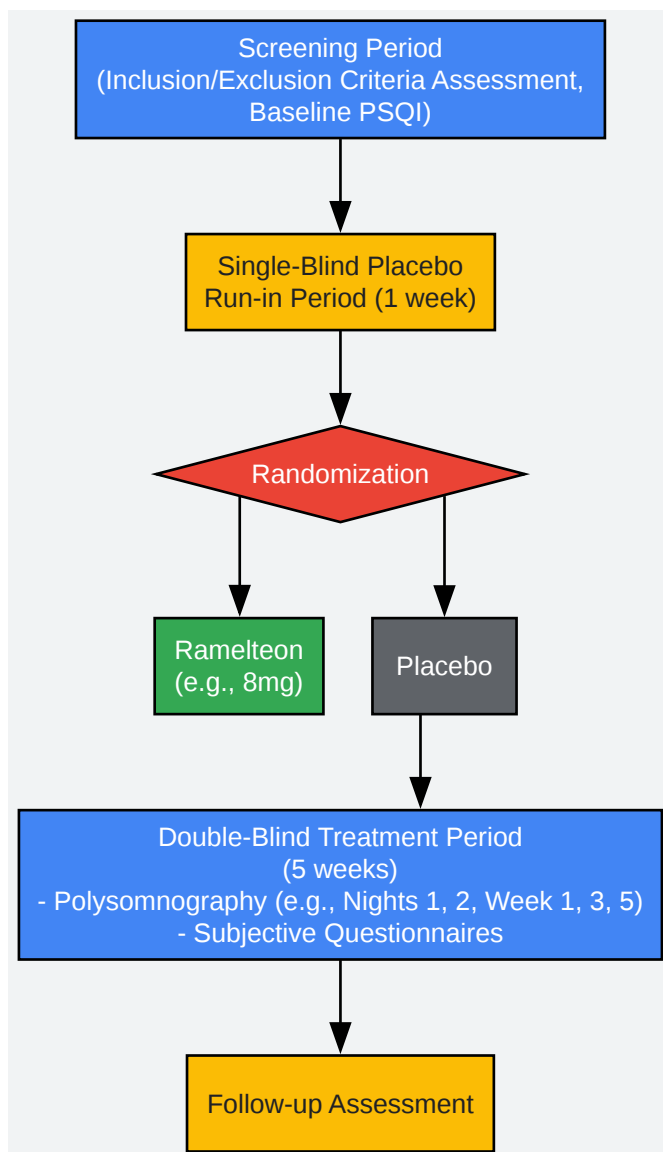 Screening Period
(Inclusion/Exclusion Criteria Assessment,
Baseline PSQI)
Single-Blind Placebo
Run-in Period (1 week)
Randomization
Ramelteon
(e.g., 8mg)
Placebo
Double-Blind Treatment Period
(5 weeks)
- Polysomnography (e.g., Nights 1, 2, Week 1, 3, 5)
- Subjective Questionnaires
Follow-up Assessment